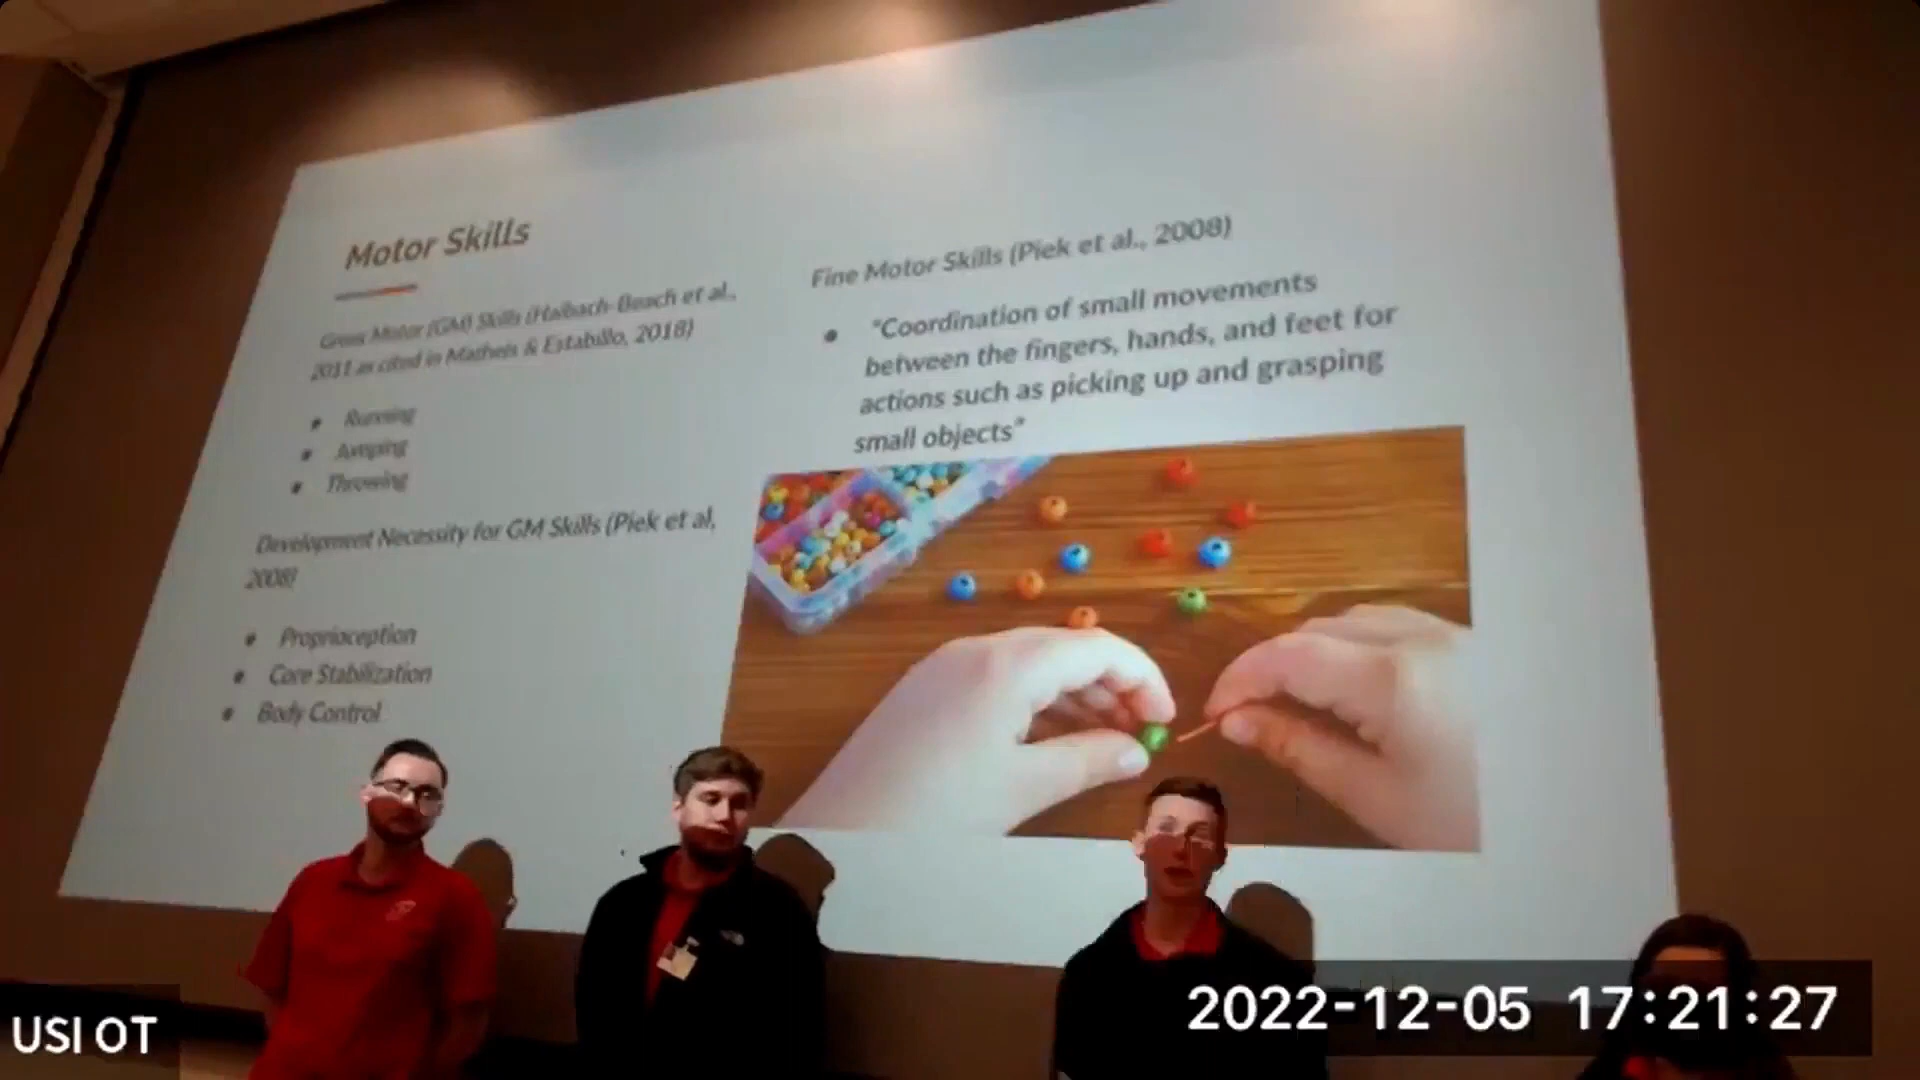 Motor Skills
Gross Motor (GM) Skills (Haibach-Beach et al.,
2011 as cited in Matheis & Estabillo, 2018)
● Running
● Jumping
● Throwing
Development Necessity for GM Skills (Piek et al,
2008)
● Proprioception
● Core Stabilization
● Body Control
Fine Motor Skills (Piek et al., 2008)
● "Coordination of small movements
between the fingers, hands, and feet for
actions such as picking up and grasping
small objects"
USI OT
2022-12-05 17:21:27